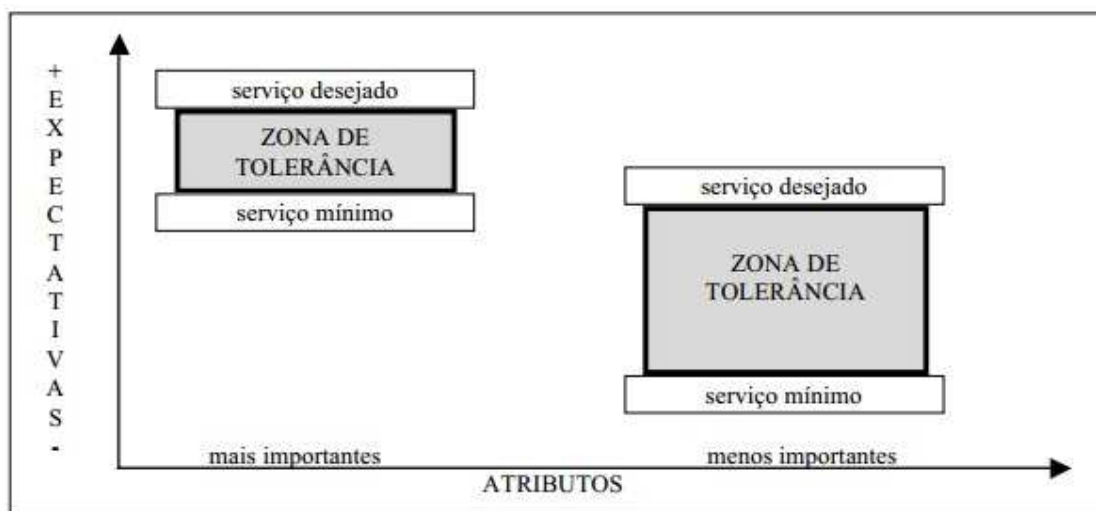 + EXPECTATIVAS -
serviço desejado
ZONA DE
TOLERÂNCIA
serviço mínimo
serviço desejado
ZONA DE
TOLERÂNCIA
serviço mínimo
mais importantes
menos importantes
ATRIBUTOS